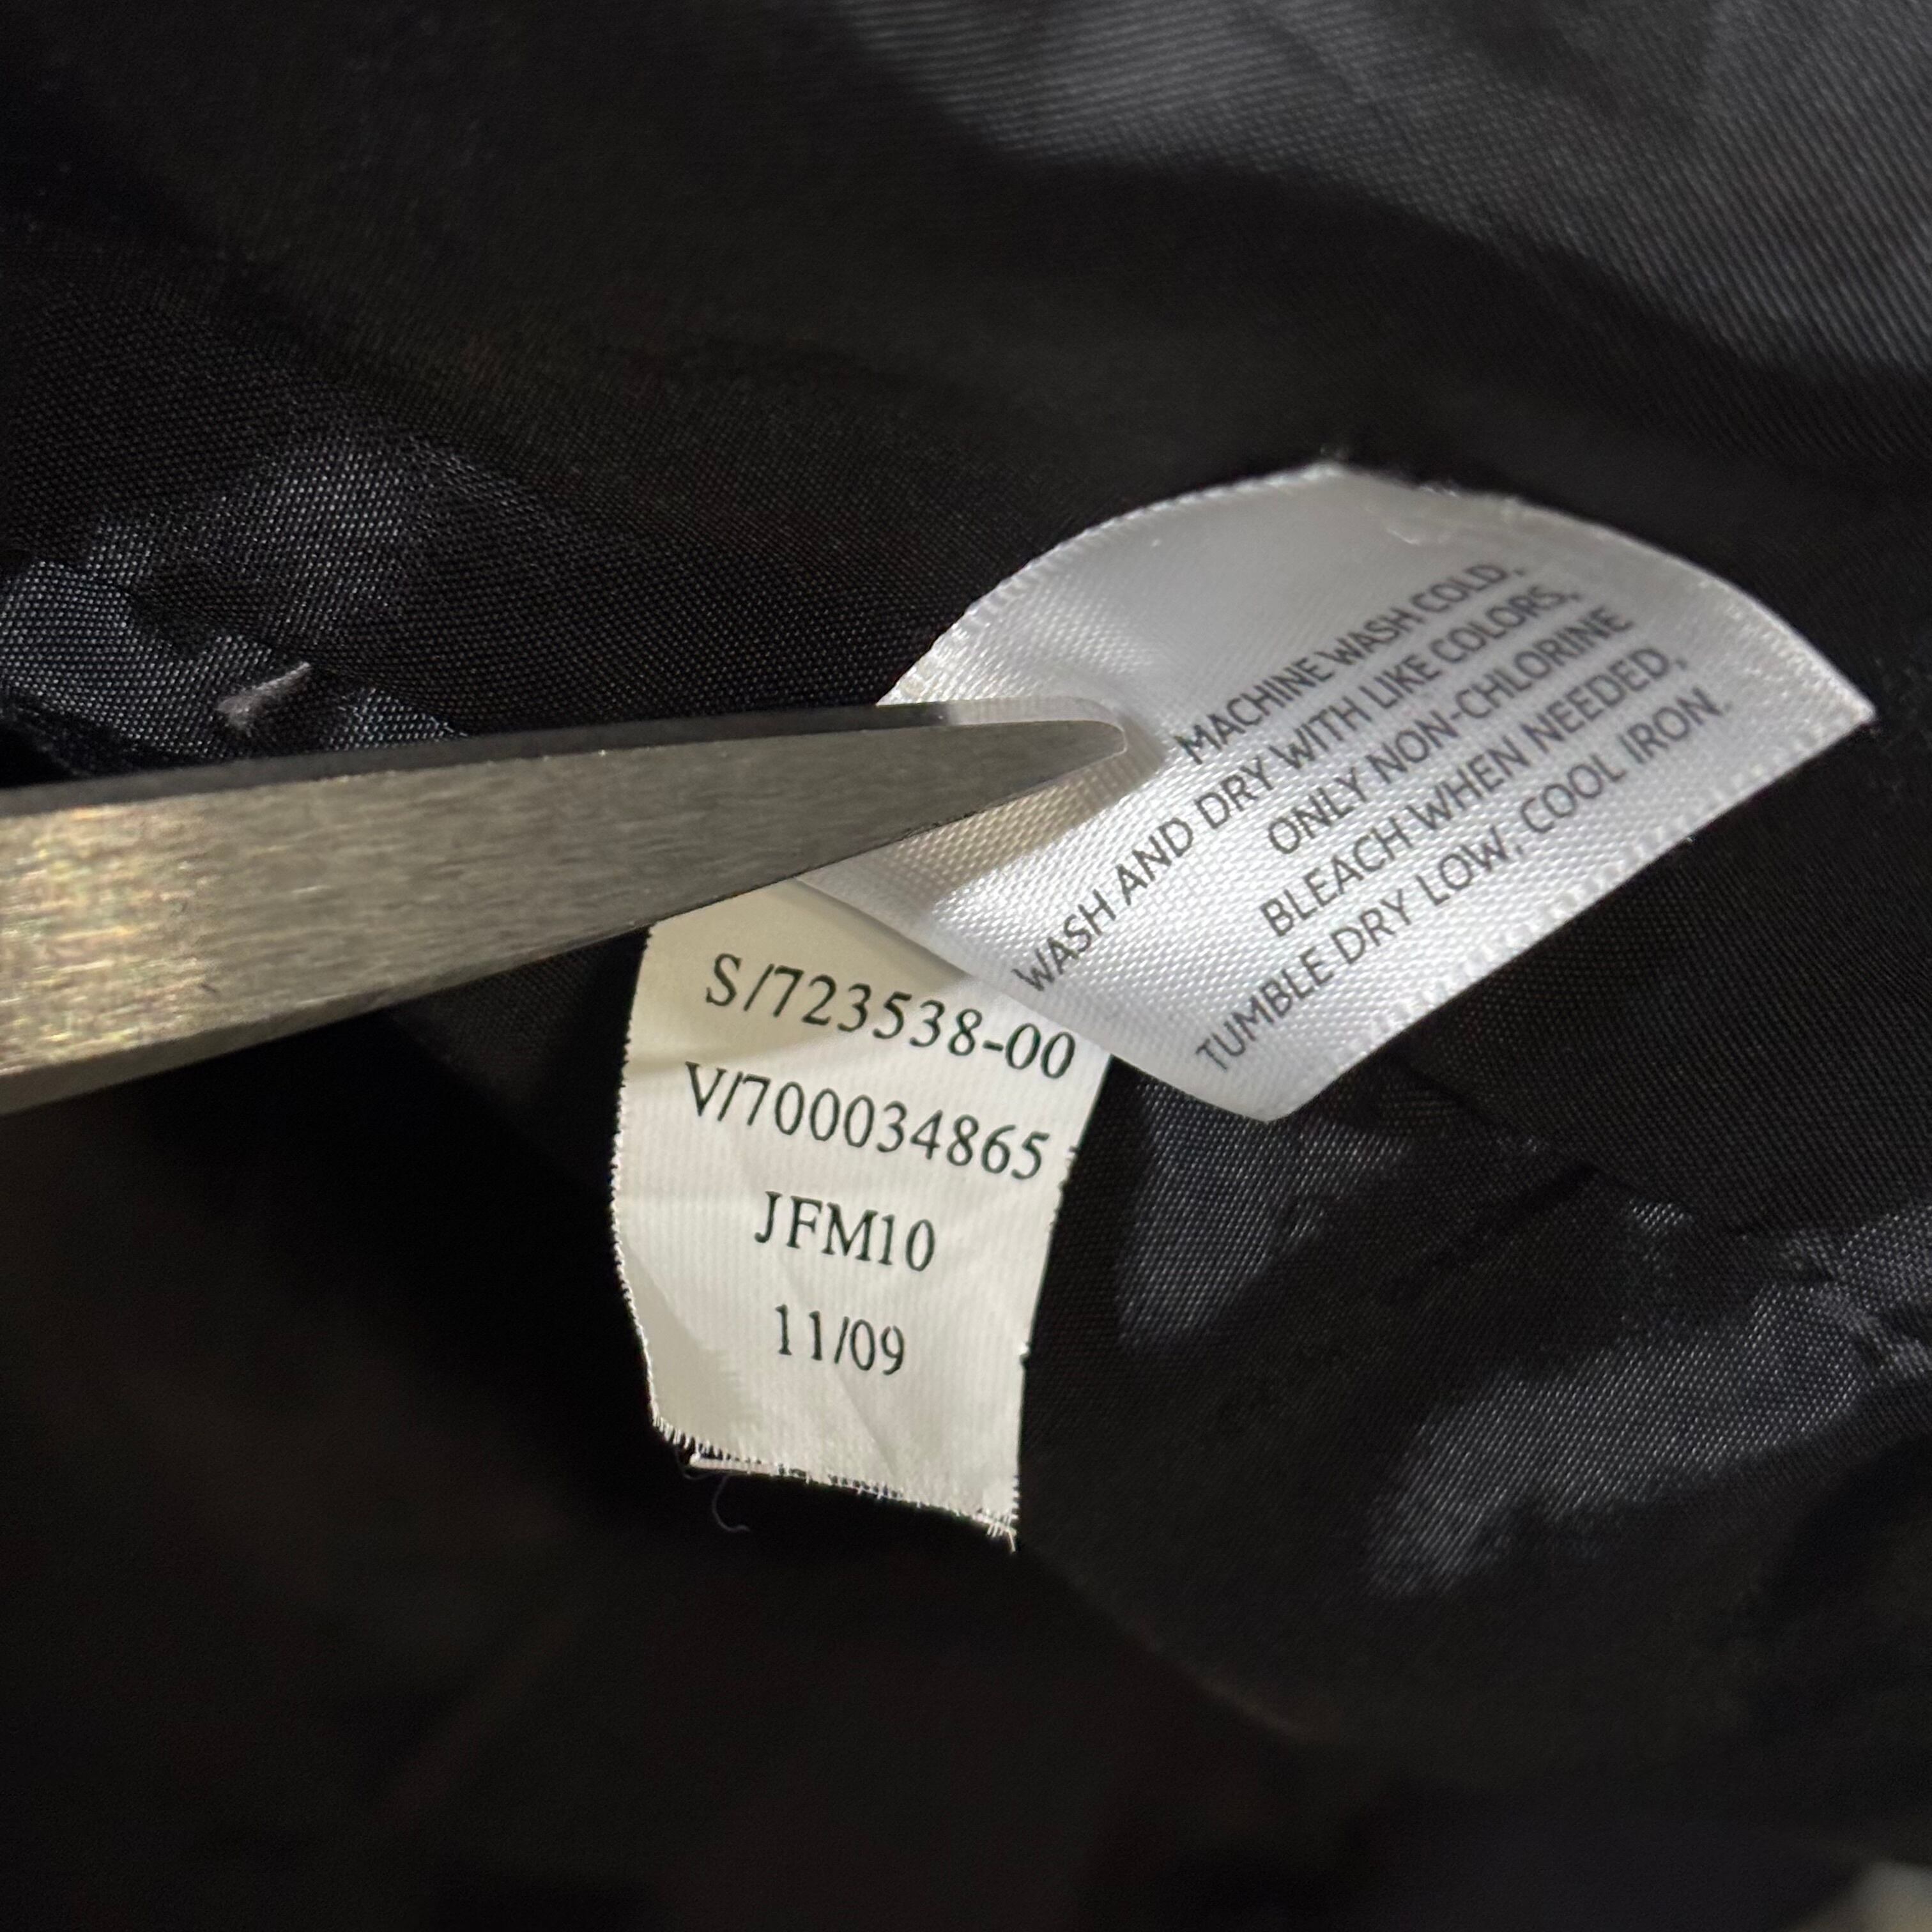 MACHINE WASH COLD,
WASH AND DRY WITH LIKE COLORS,
ONLY NON-CHLORINE
BLEACH WHEN NEEDED,
TUMBLE DRY LOW, COOL IRON.
S/723538-00
V/700034865
JFM10
11/09